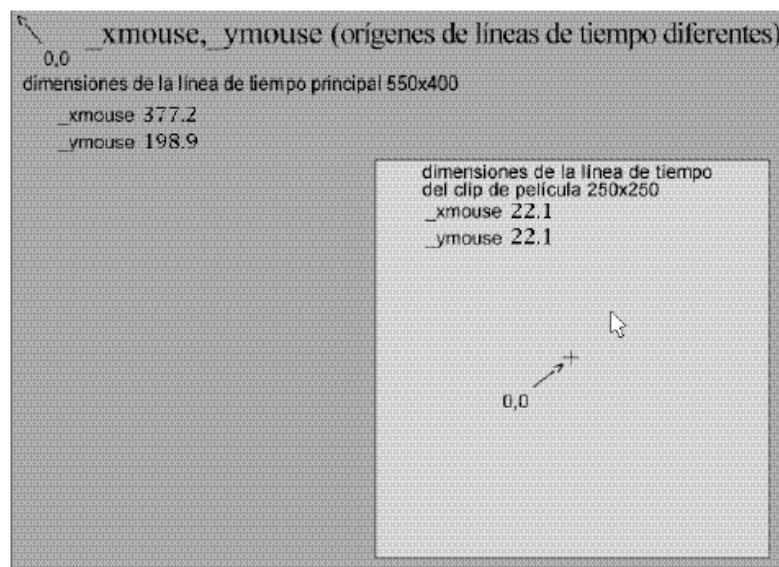 _xmouse,_ymouse (orígenes de líneas de tiempo diferentes)
0,0
dimensiones de la línea de tiempo principal 550x400
_xmouse 377.2
_ymouse 198.9
dimensiones de la línea de tiempo
del clip de película 250x250
_xmouse 22.1
_ymouse 22.1
0,0